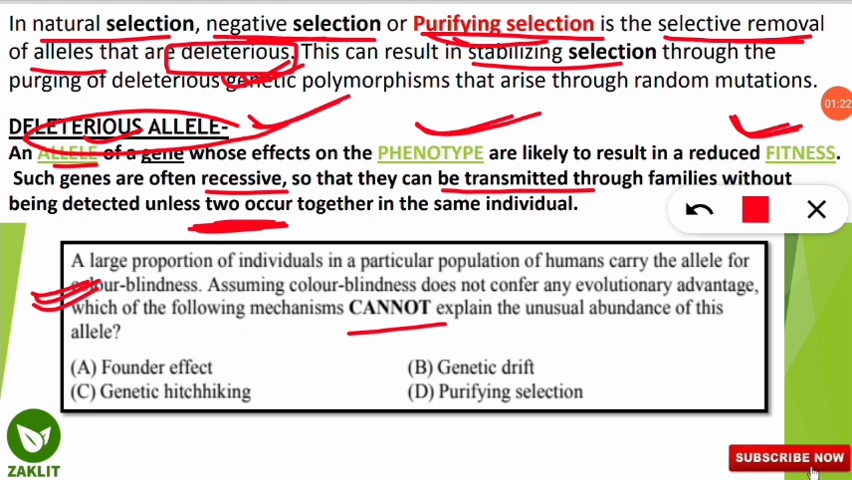 In natural selection, negative selection or Purifying selection is the selective removal
of alleles that are deleterious. This can result in stabilizing selection through the
purging of deleterious genetic polymorphisms that arise through random mutations.
01:22
DELETERIOUS ALLELE-
An ALLELE of a gene whose effects on the PHENOTYPE are likely to result in a reduced FITNESS.
Such genes are often recessive, so that they can be transmitted through families without
being detected unless two occur together in the same individual.
A large proportion of individuals in a particular population of humans carry the allele for
colour-blindness. Assuming colour-blindness does not confer any evolutionary advantage,
which of the following mechanisms CANNOT explain the unusual abundance of this
allele?
(A) Founder effect (B) Genetic drift
(C) Genetic hitchhiking (D) Purifying selection
ZAKLIT
SUBSCRIBE NOW